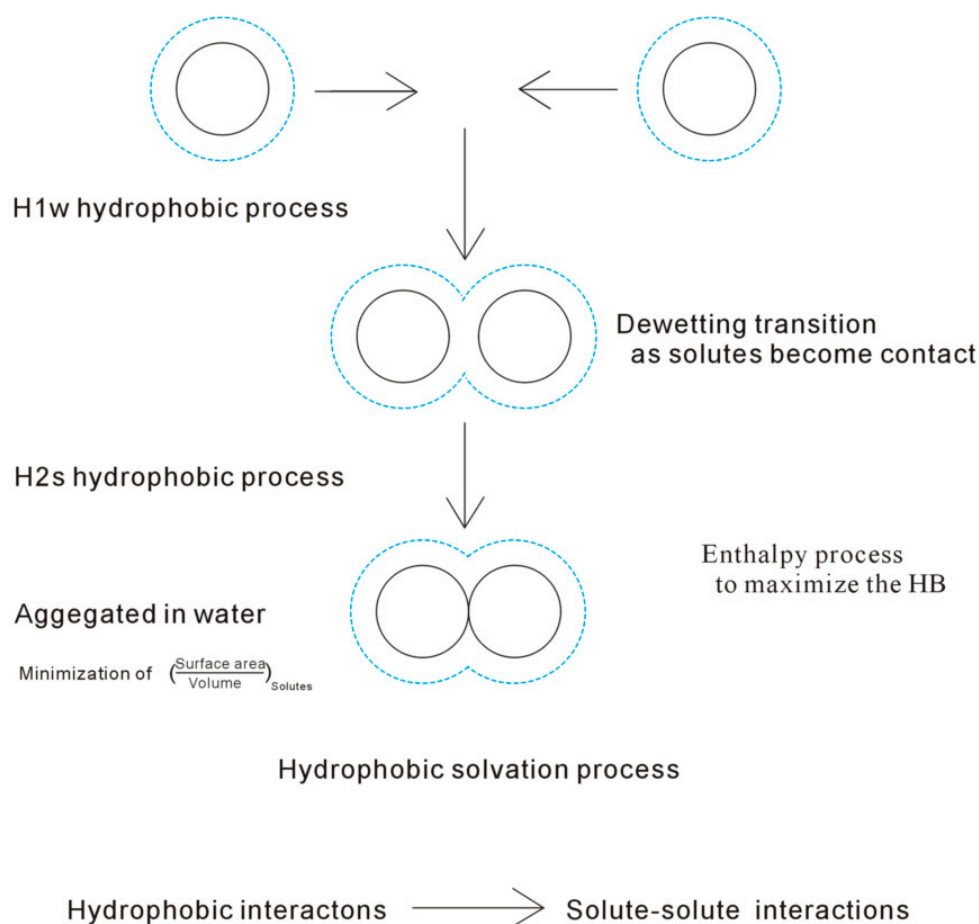 H1w hydrophobic process
Dewetting transition
as solutes become contact
H2s hydrophobic process
Enthalpy process
to maximize the HB
Aggegated in water
Minimization of (Surface area/Volume)Solutes
Hydrophobic solvation process
Hydrophobic interactons → Solute-solute interactions